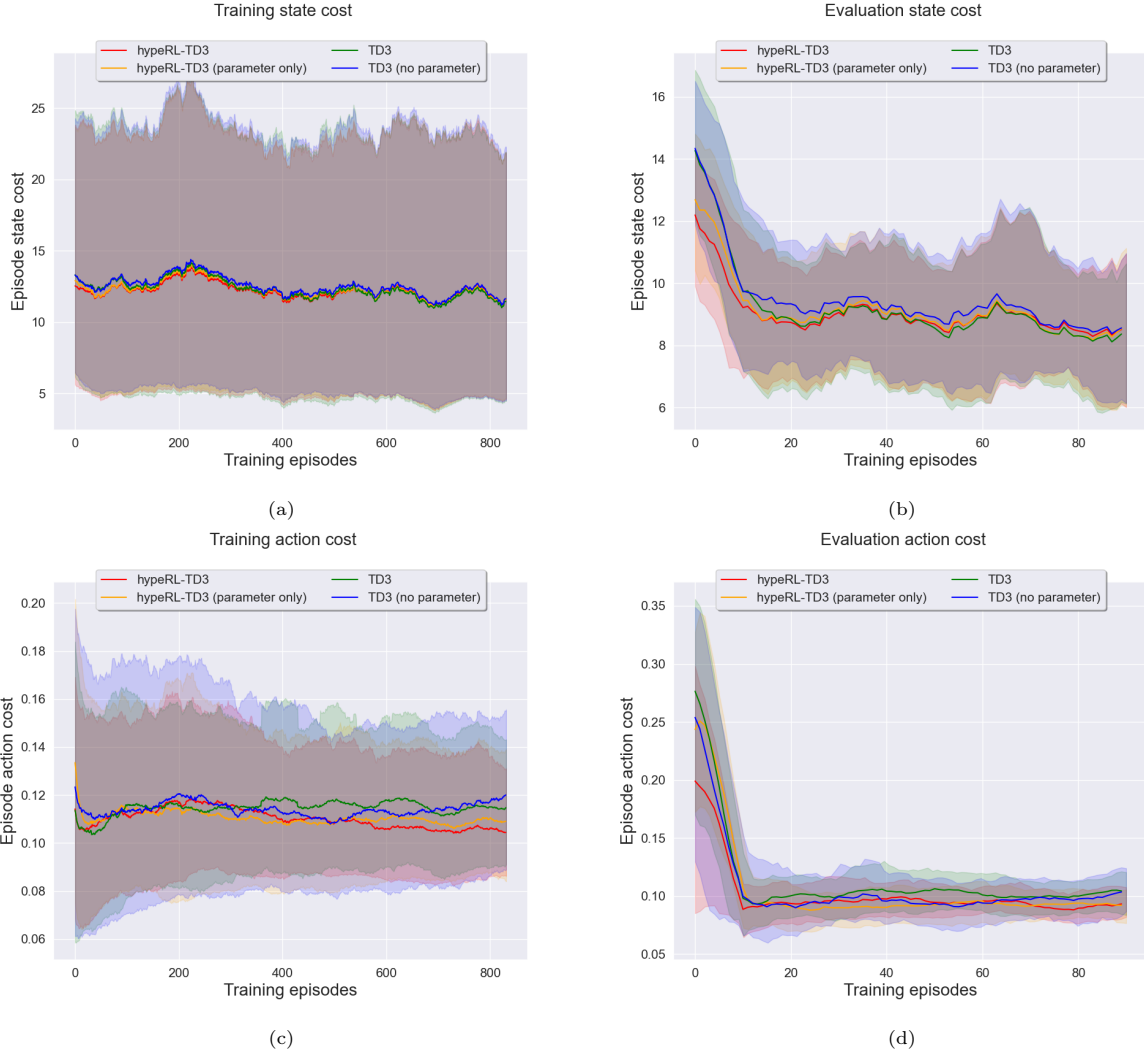 Training state cost
hypeRL-TD3
hypeRL-TD3 (parameter only)
TD3
TD3 (no parameter)
25
20
15
10
5
0
200
400
600
800
Episode state cost
Training episodes
(a)
Evaluation state cost
hypeRL-TD3
hypeRL-TD3 (parameter only)
TD3
TD3 (no parameter)
16
14
12
10
8
6
0
20
40
60
80
Episode state cost
Training episodes
(b)
Training action cost
hypeRL-TD3
hypeRL-TD3 (parameter only)
TD3
TD3 (no parameter)
0.20
0.18
0.16
0.14
0.12
0.10
0.08
0.06
0
200
400
600
800
Episode action cost
Training episodes
(c)
Evaluation action cost
hypeRL-TD3
hypeRL-TD3 (parameter only)
TD3
TD3 (no parameter)
0.35
0.30
0.25
0.20
0.15
0.10
0.05
0
20
40
60
80
Episode action cost
Training episodes
(d)